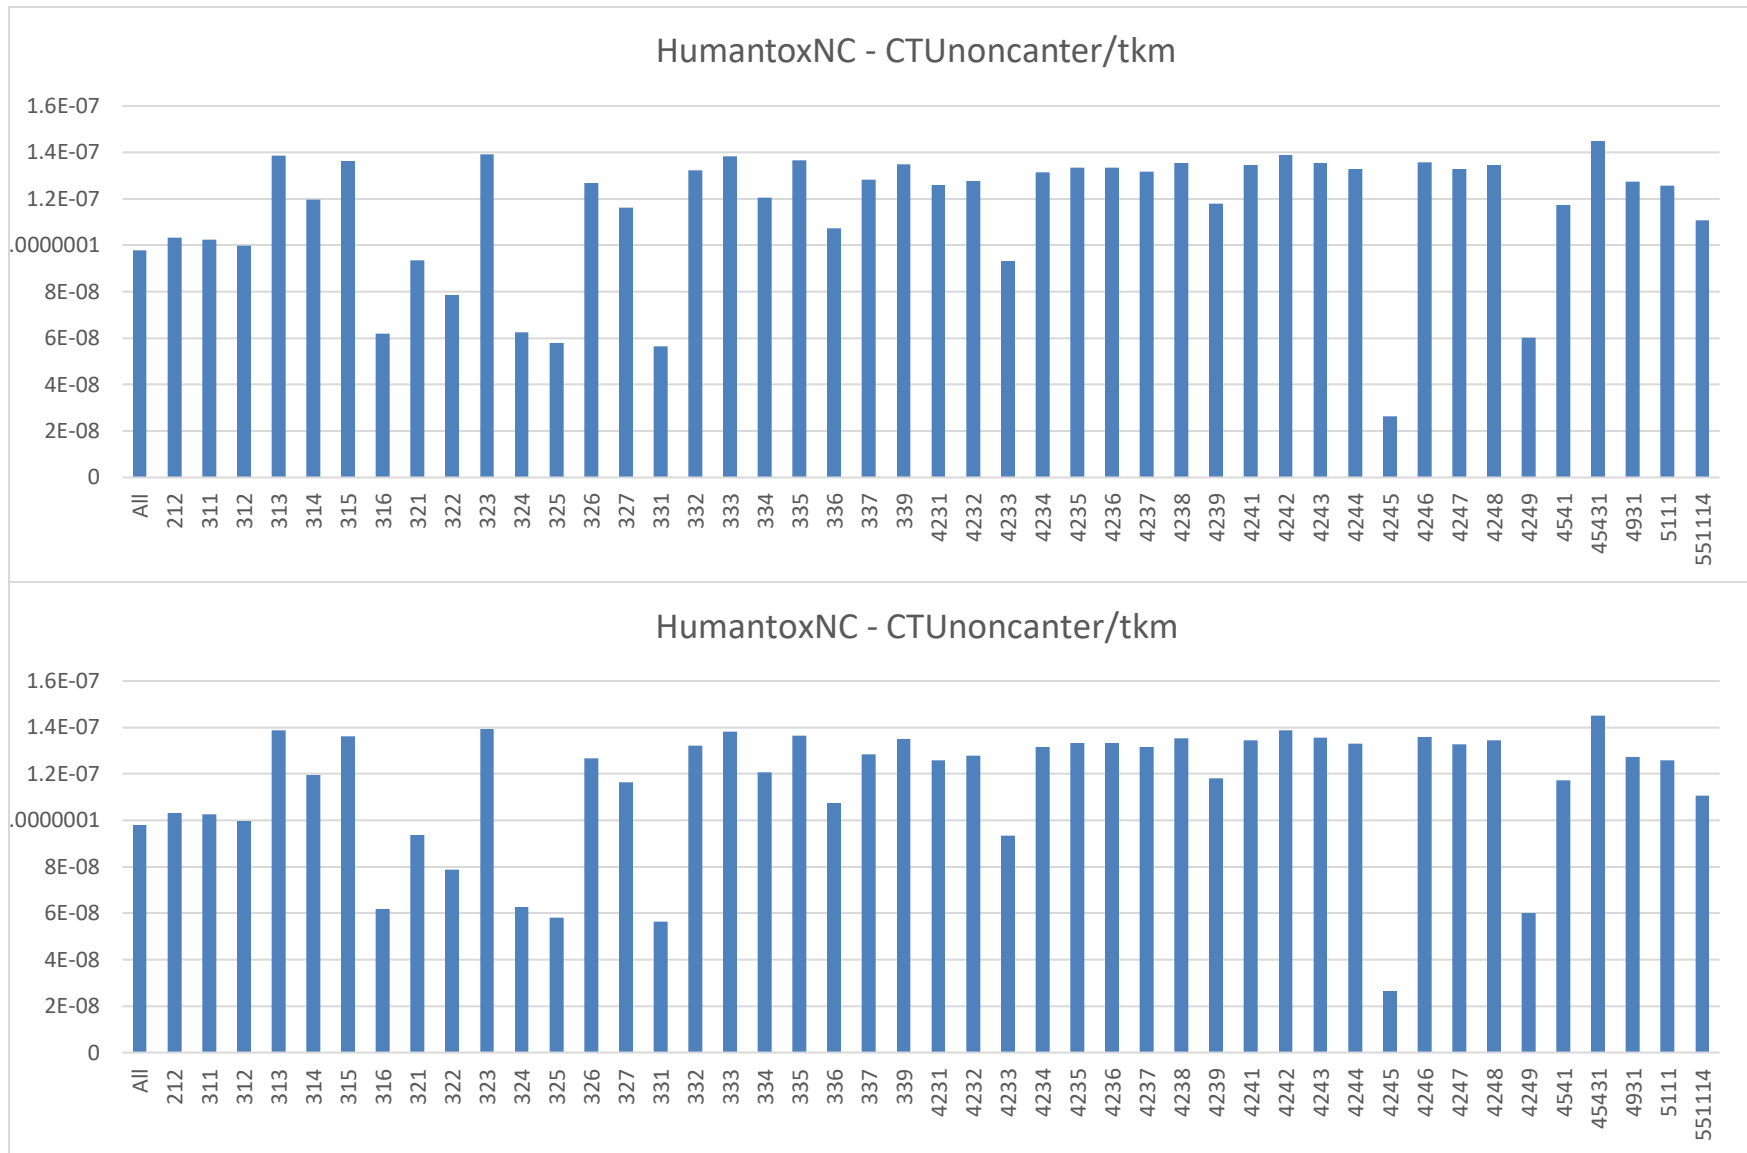 HumantoxNC - CTUnoncanter/tkm
1.6E-07
1.4E-07
1.2E-07
.0000001
8E-08
6E-08
4E-08
2E-08
0
All 212 311 312 313 314 315 316 321 322 323 324 325 326 327 331 332 333 334 335 336 337 339 4231 4232 4233 4234 4235 4236 4237 4238 4239 4241 4242 4243 4244 4245 4246 4247 4248 4249 4541 45431 4931 5111 551114
HumantoxNC - CTUnoncanter/tkm
1.6E-07
1.4E-07
1.2E-07
.0000001
8E-08
6E-08
4E-08
2E-08
0
All 212 311 312 313 314 315 316 321 322 323 324 325 326 327 331 332 333 334 335 336 337 339 4231 4232 4233 4234 4235 4236 4237 4238 4239 4241 4242 4243 4244 4245 4246 4247 4248 4249 4541 45431 4931 5111 551114